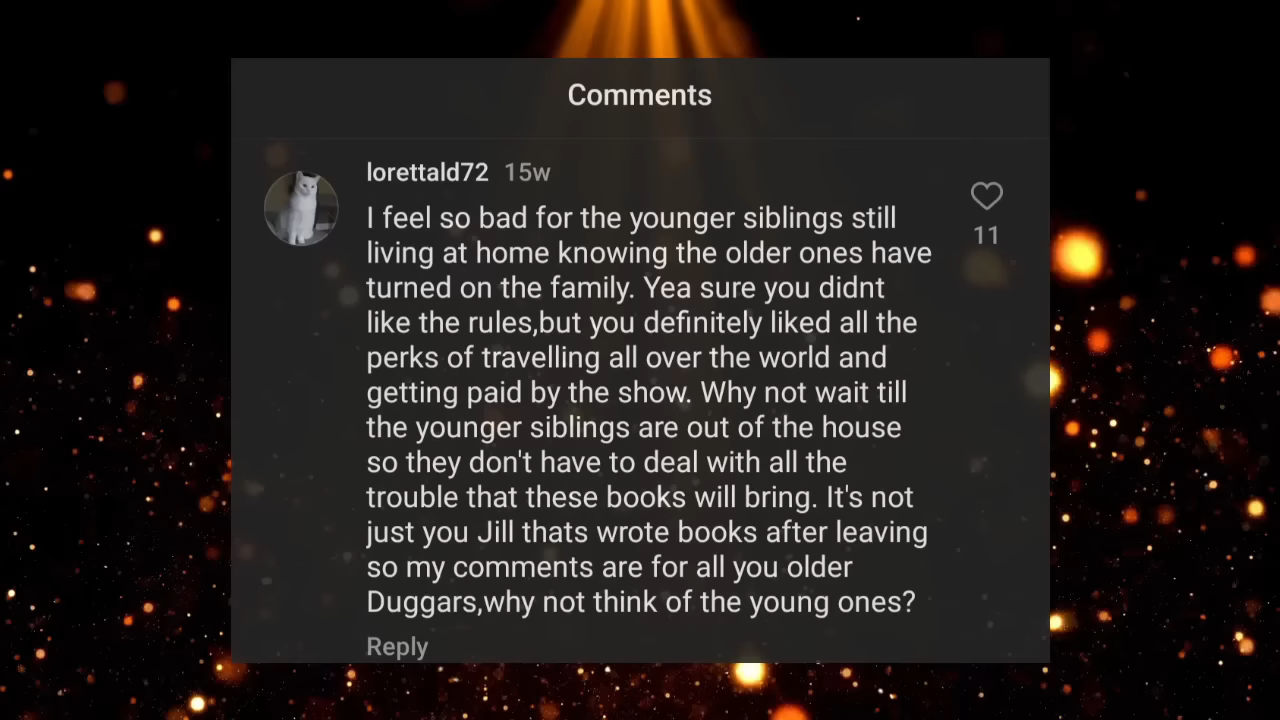 Comments
lorettald72 15w
I feel so bad for the younger siblings still
living at home knowing the older ones have
turned on the family. Yea sure you didnt
like the rules,but you definitely liked all the
perks of travelling all over the world and
getting paid by the show. Why not wait till
the younger siblings are out of the house
so they don't have to deal with all the
trouble that these books will bring. It's not
just you Jill thats wrote books after leaving
so my comments are for all you older
Duggars,why not think of the young ones?
11
Reply